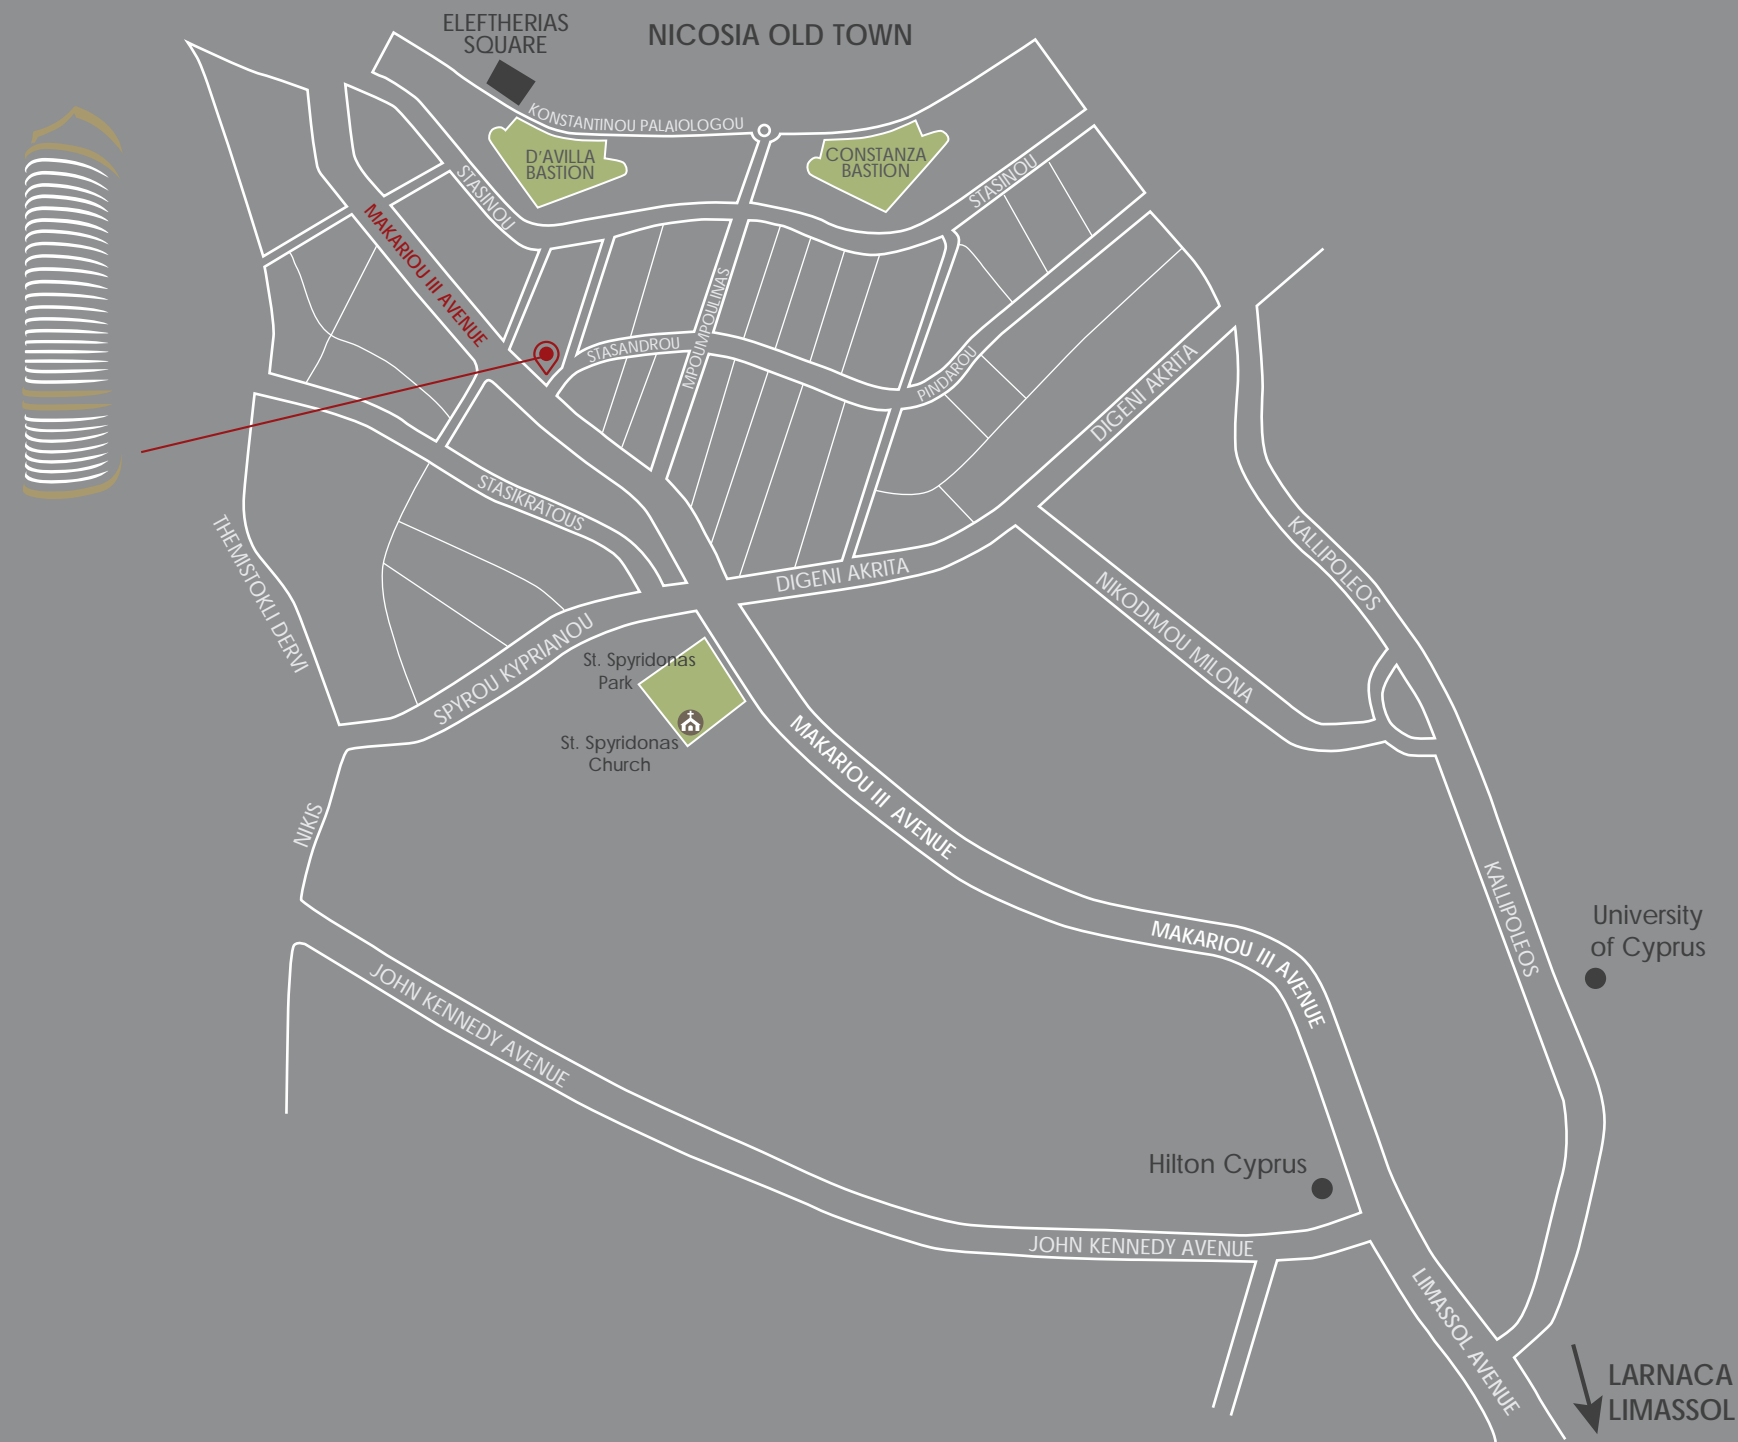 ELEFTHERIAS
SQUARE
NICOSIA OLD TOWN
KONSTANTINOU PALAIOLOGOU
D'AVILLA
BASTION
CONSTANZA
BASTION
STASINOU
STASINOU
MAKARIOU III AVENUE
MPOUMPOULINAS
STASANDROU
PINDAROU
DIGENI AKRITA
STASIKRATOUS
THEMISTOKLI DERVI
DIGENI AKRITA
KALLIPOLEOS
NIKODIMOU MILONA
SPYROU KYPRIANOU
St. Spyridonas
Park
St. Spyridonas
Church
MAKARIOU III AVENUE
NIKIS
KALLIPOLEOS
University
of Cyprus
MAKARIOU III AVENUE
JOHN KENNEDY AVENUE
Hilton Cyprus
JOHN KENNEDY AVENUE
LIMASSOL AVENUE
LARNACA
LIMASSOL